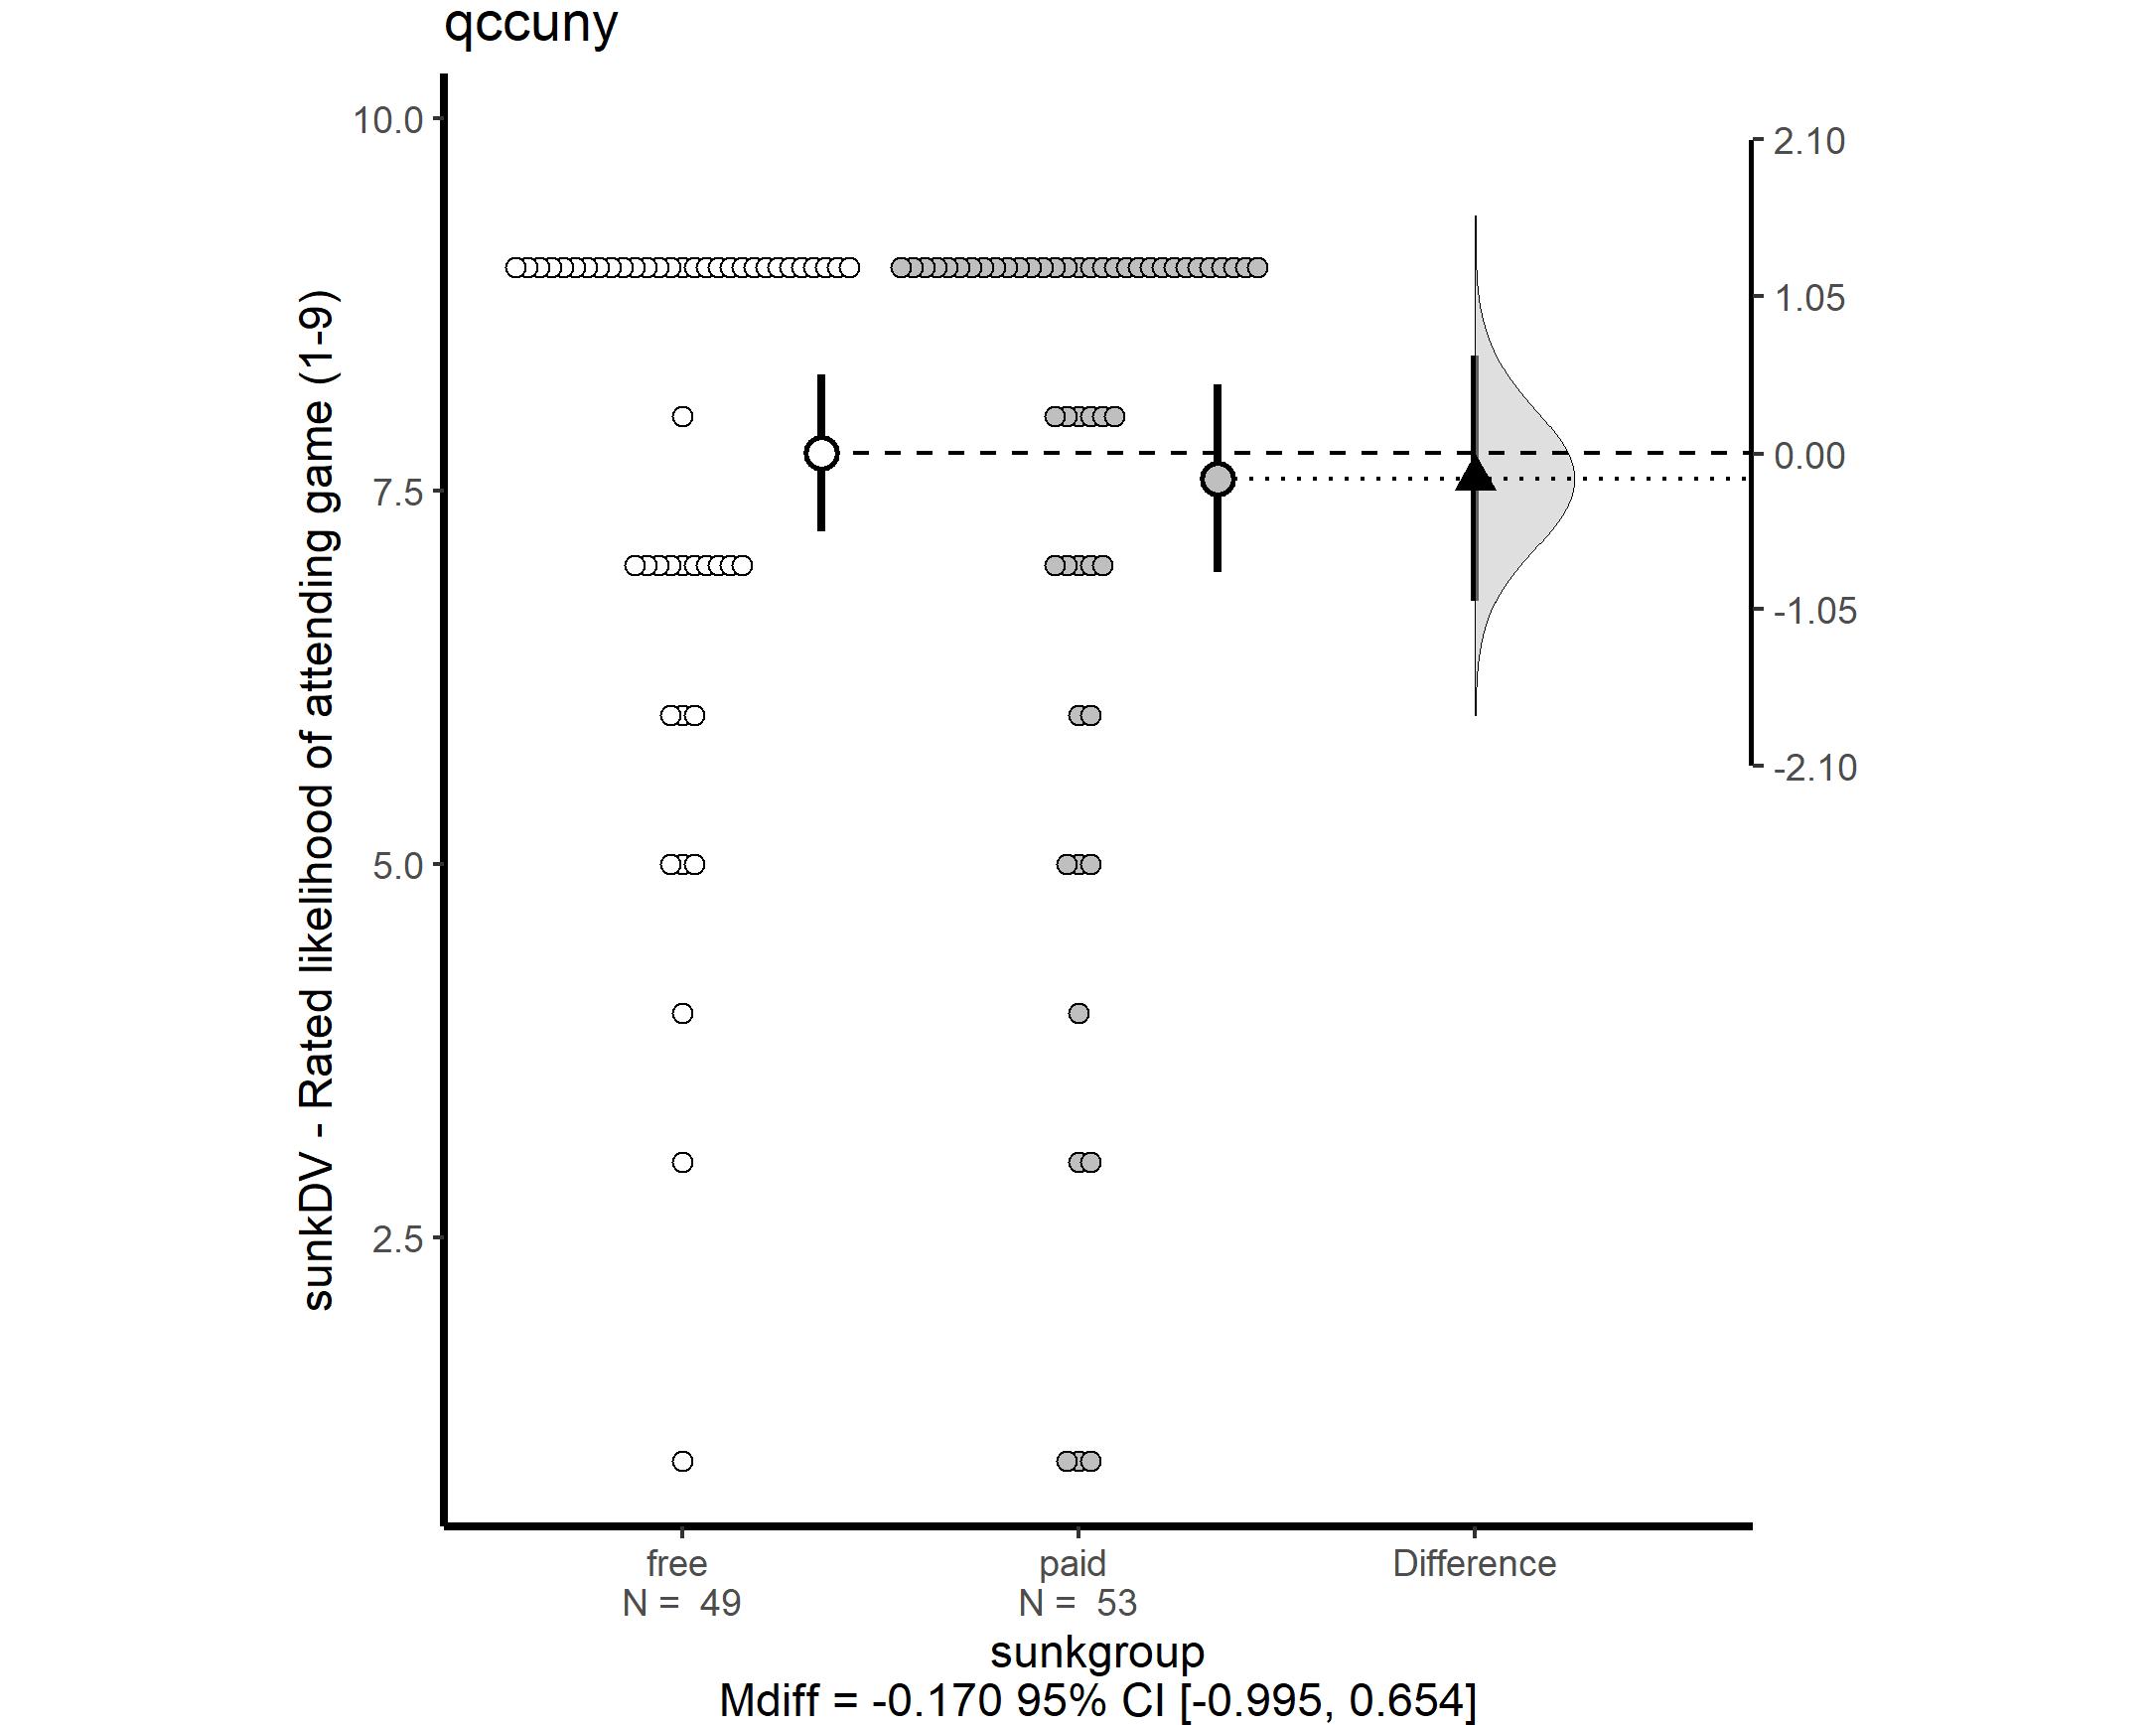 qccuny
sunkDV - Rated likelihood of attending game (1-9)
10.0
7.5
5.0
2.5
2.10
1.05
0.00
-1.05
-2.10
free
N =  49
paid
N =  53
Difference
sunkgroup
Mdiff = -0.170 95% CI [-0.995, 0.654]